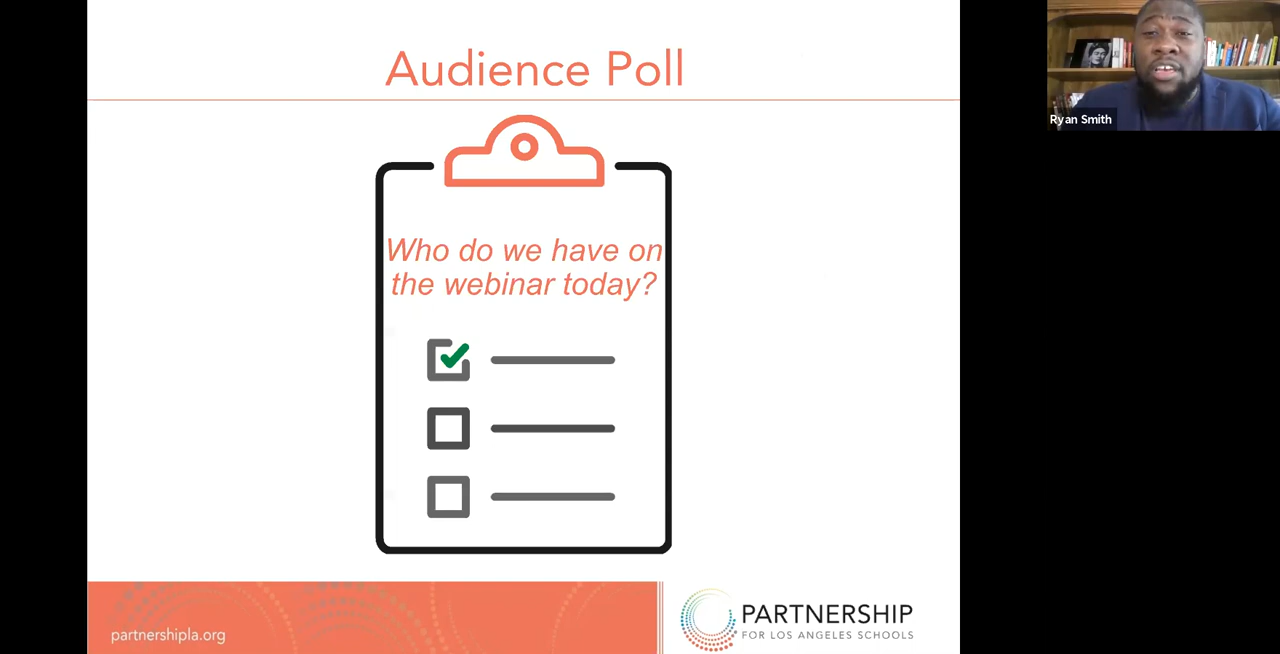 Audience Poll
Ryan Smith
Who do we have on
the webinar today?
partnershipla.org
PARTNERSHIP
FOR LOS ANGELES SCHOOLS